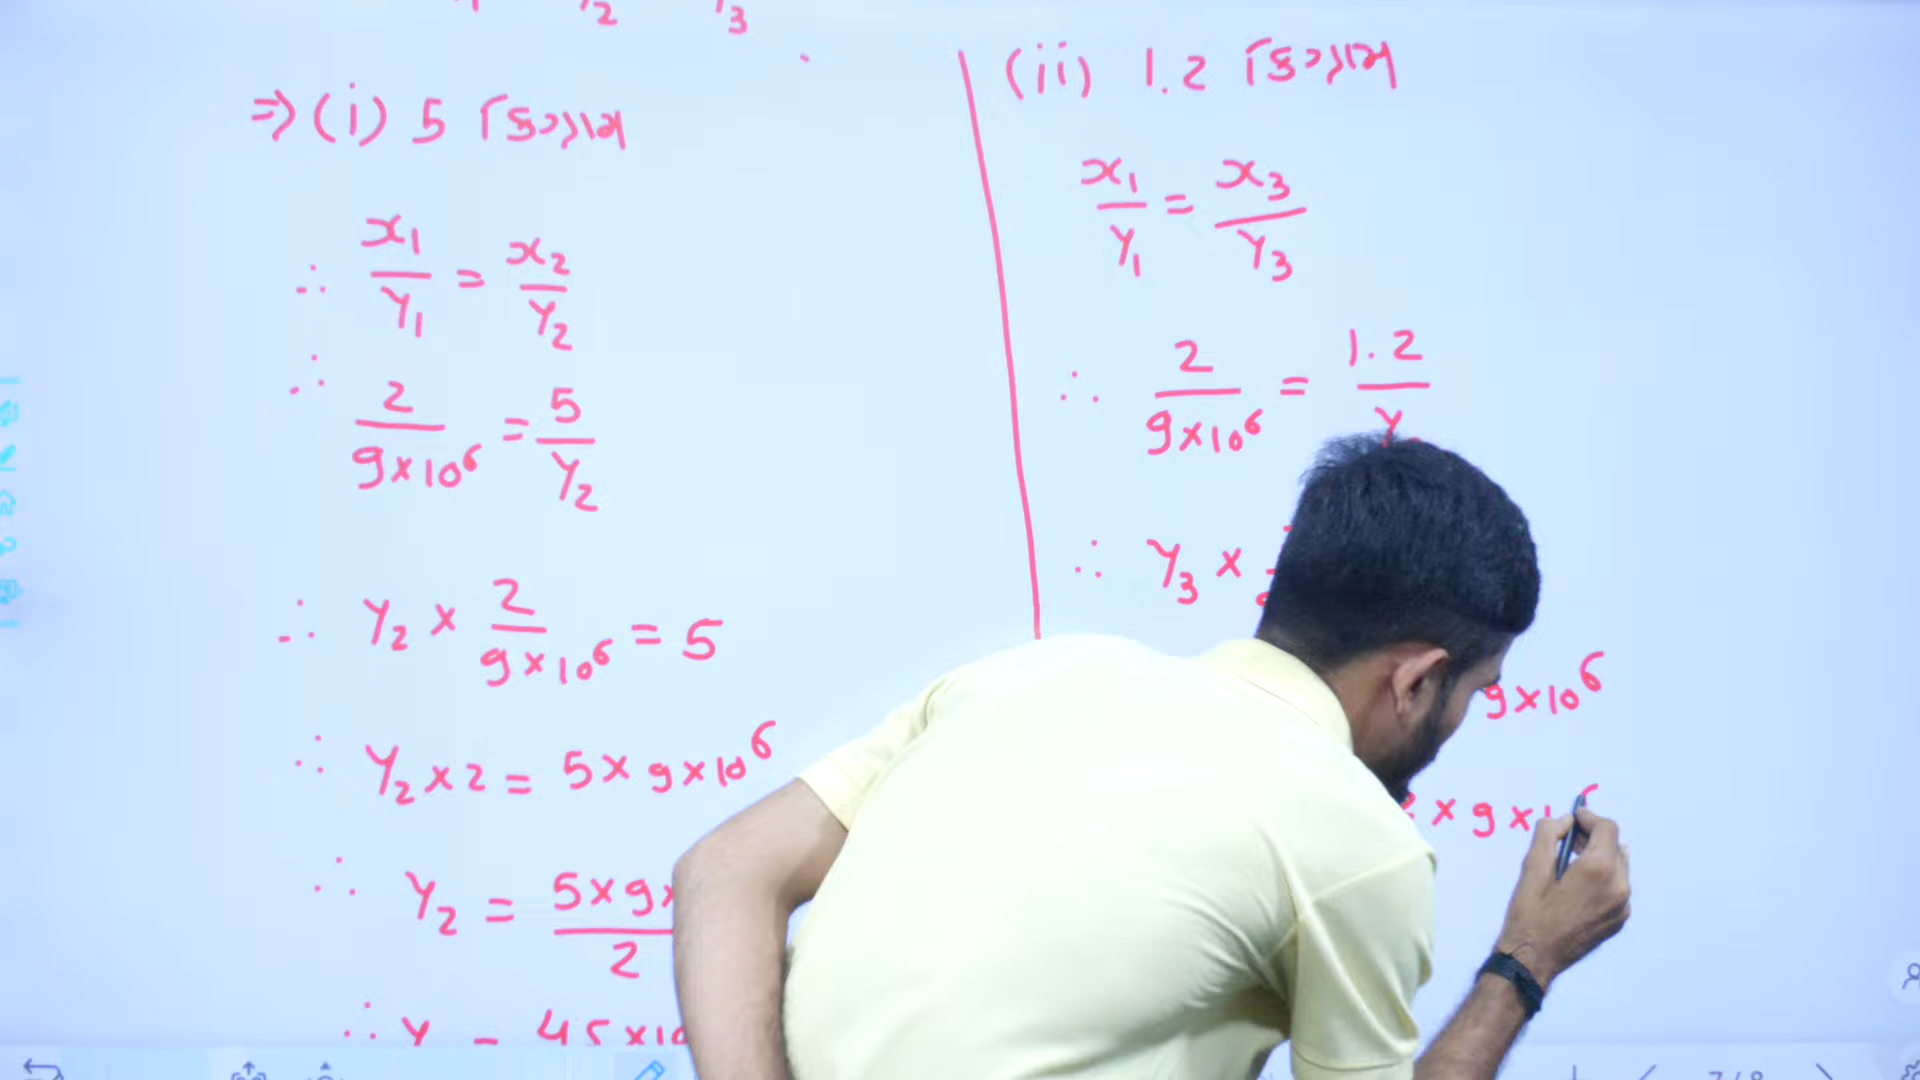 ⇒ (i) 5 કિગ્રામ
∴ x₁/y₁ = x₂/y₂
∴ 2/9×10⁶ = 5/y₂
∴ y₂ × 2/9×10⁶ = 5
∴ y₂ × 2 = 5 × 9 × 10⁶
∴ y₂ = 5×9×/2
∴ y = 45×10
(ii) 1.2 કિગ્રામ
x₁/y₁ = x₃/y₃
∴ 2/9×10⁶ = 1.2/y
∴ y₃ ×
9×10⁶
× 9 ×